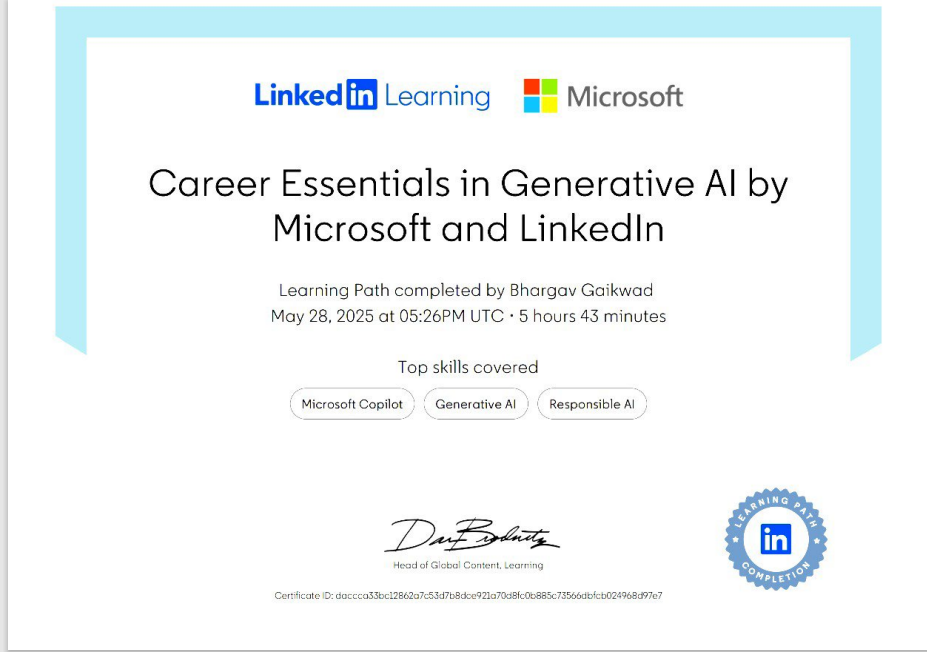 Linked in Learning Microsoft
Career Essentials in Generative AI by
Microsoft and LinkedIn
Learning Path completed by Bhargav Gaikwad
May 28, 2025 at 05:26PM UTC • 5 hours 43 minutes
Top skills covered
Microsoft Copilot Generative AI Responsible AI
Head of Global Content, Learning
Certificate ID: daccca33bc12862a7c53d7b8dce921a70d8fc0b885c73566dbfcb024968d97e7
LEARNING PATH
in
COMPLETION